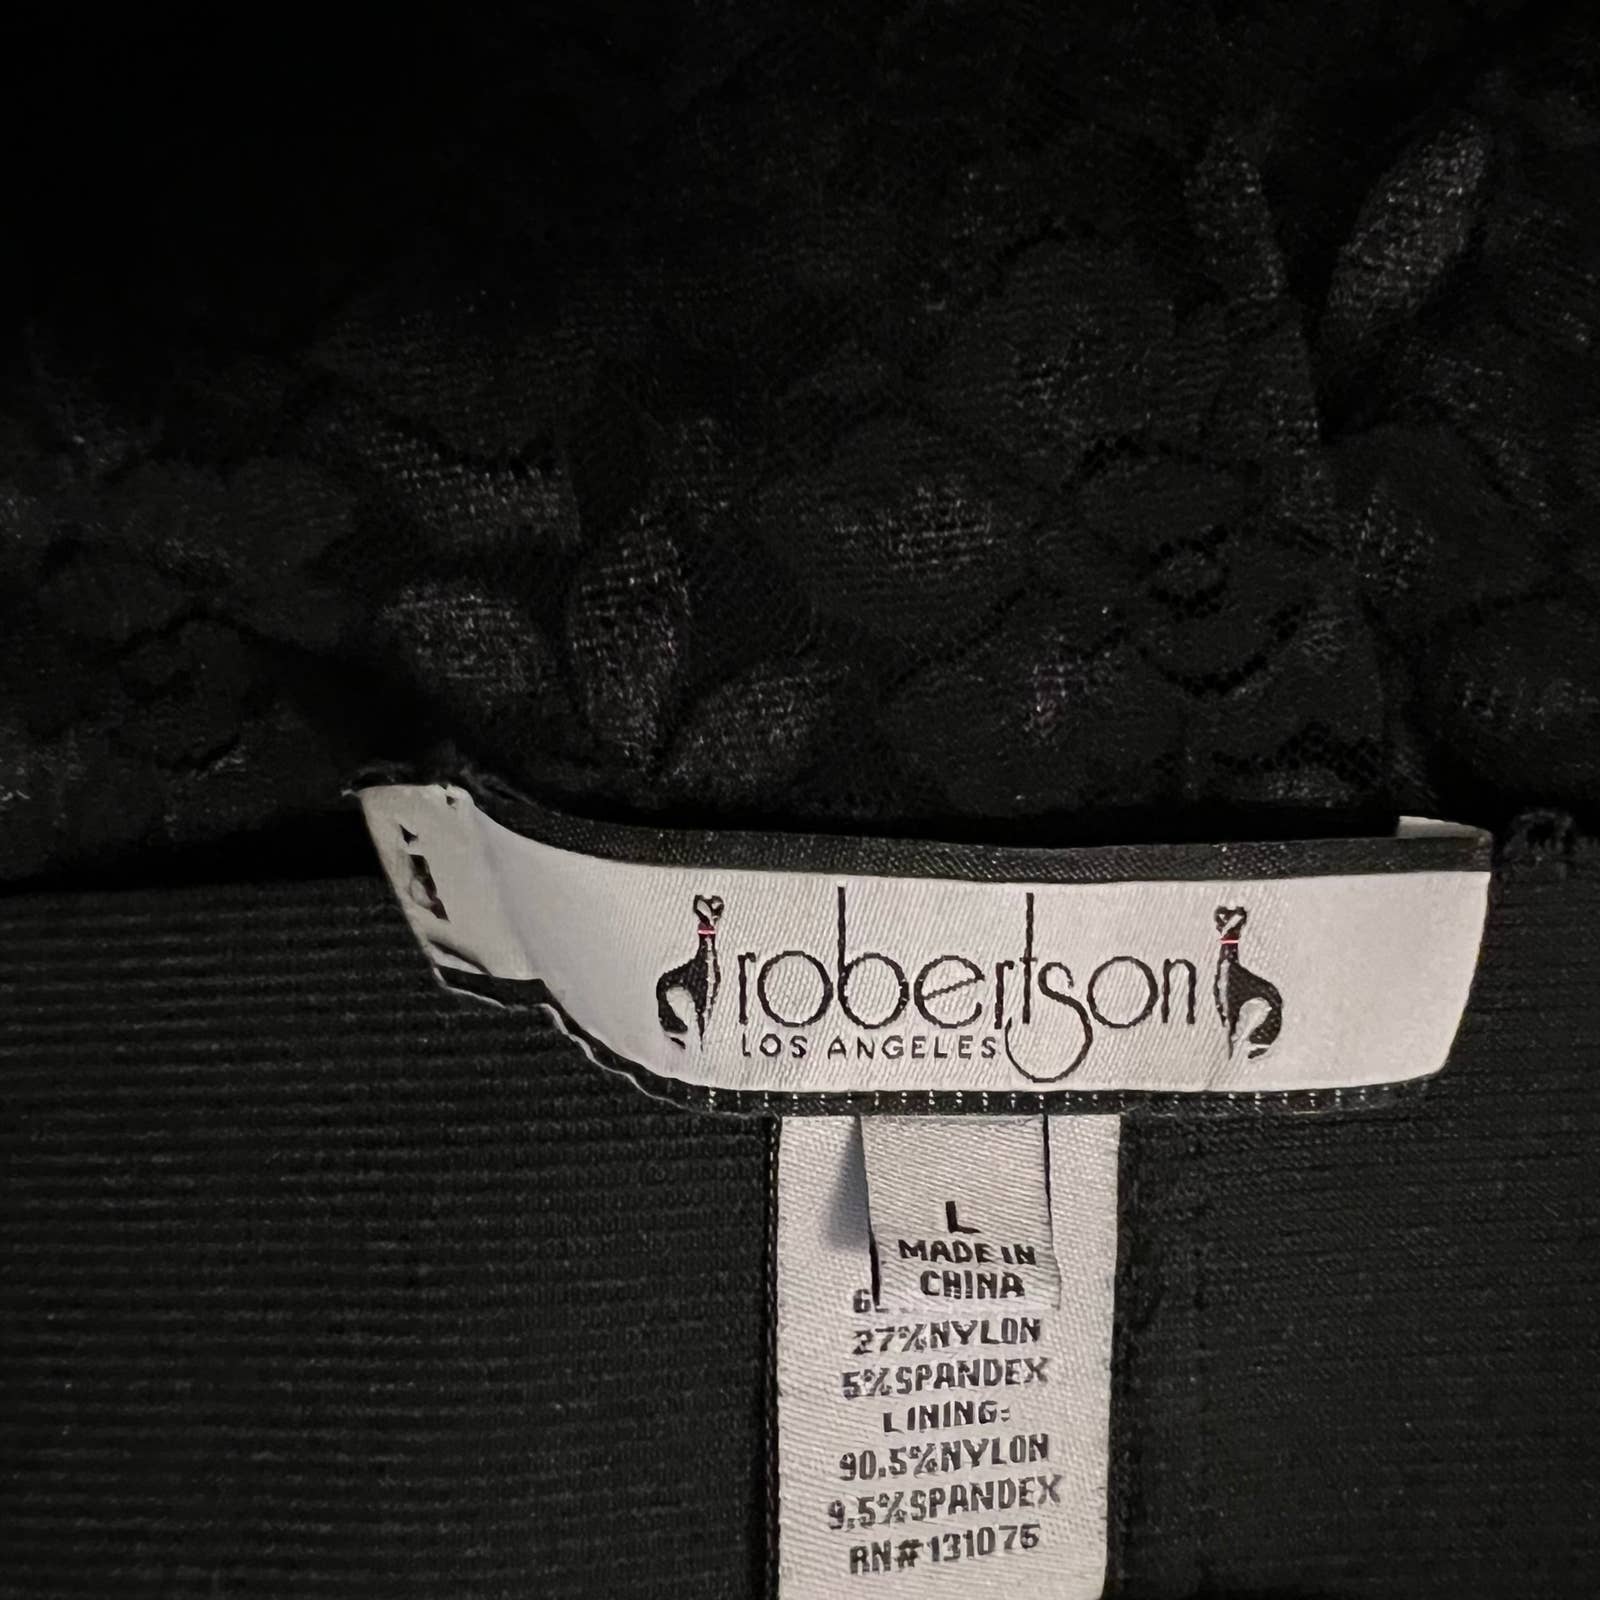 robertson
LOS ANGELES
L
MADE IN
CHINA
27%NYLON
5%SPANDEX
LINING:
90.5%NYLON
9.5%SPANDEX
RN#131075